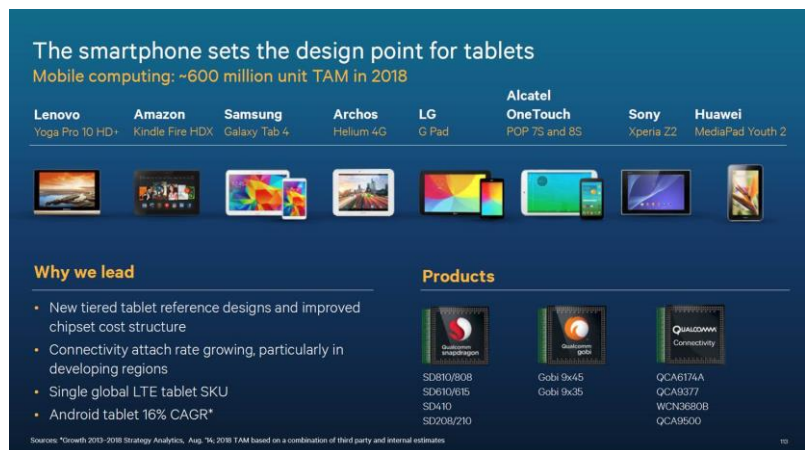 The smartphone sets the design point for tablets
Mobile computing: ~600 million unit TAM in 2018
Lenovo
Yoga Pro 10 HD+
Amazon
Kindle Fire HDX
Samsung
Galaxy Tab 4
Archos
Helium 4G
LG
G Pad
Alcatel
OneTouch
POP 7S and 8S
Sony
Xperia Z2
Huawei
MediaPad Youth 2
Why we lead
• New tiered tablet reference designs and improved
chipset cost structure
• Connectivity attach rate growing, particularly in
developing regions
• Single global LTE tablet SKU
• Android tablet 16% CAGR*
Products
Qualcomm
snapdragon
SD810/808
SD610/615
SD410
SD208/210
Qualcomm
gobi
Gobi 9x45
Gobi 9x35
QUALCOMM
Connectivity
QCA6174A
QCA9377
WCN3680B
QCA9500
Sources: *Growth 2013-2018 Strategy Analytics, Aug. '14; 2018 TAM based on a combination of third party and internal estimates